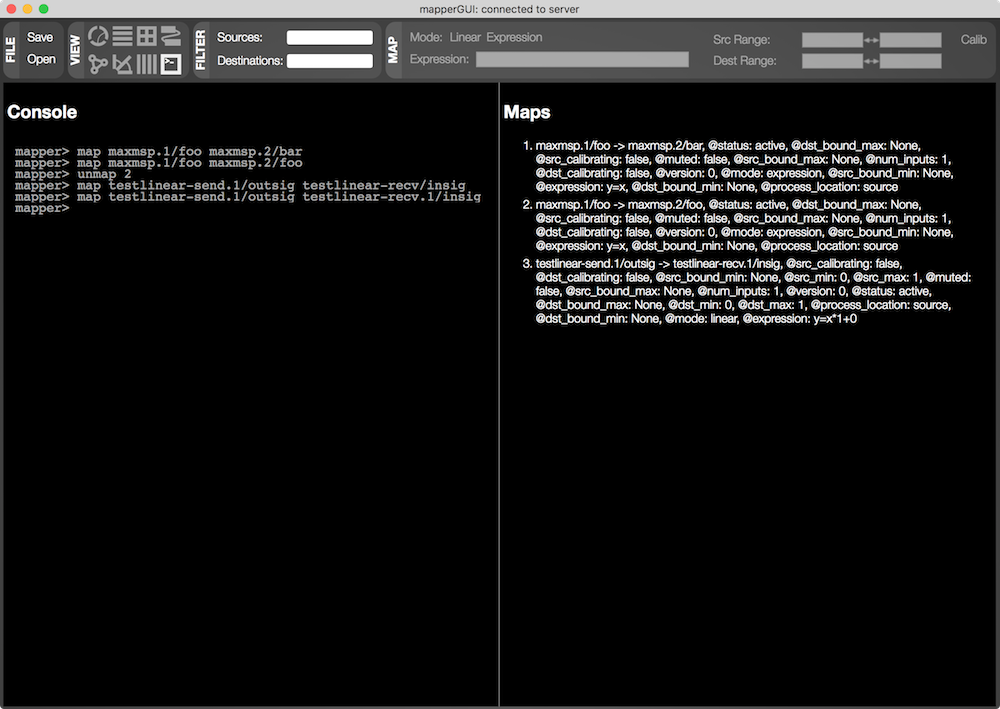 mapperGUI: connected to server
FILE
Save
Open
VIEW
FILTER
Sources:
Destinations:
MAP
Mode: Linear Expression
Expression:
Src Range:
Dest Range:
Calib
Console
mapper> map maxmsp.1/foo maxmsp.2/bar
mapper> map maxmsp.1/foo maxmsp.2/foo
mapper> unmap 2
mapper> map testlinear-send.1/outsig testlinear-recv/insig
mapper> map testlinear-send.1/outsig testlinear-recv.1/insig
mapper>
Maps
1. maxmsp.1/foo -> maxmsp.2/bar, @status: active, @dst_bound_max: None,
@src_calibrating: false, @muted: false, @src_bound_max: None, @num_inputs: 1,
@dst_calibrating: false, @version: 0, @mode: expression, @src_bound_min: None,
@expression: y=x, @dst_bound_min: None, @process_location: source
2. maxmsp.1/foo -> maxmsp.2/foo, @status: active, @dst_bound_max: None,
@src_calibrating: false, @muted: false, @src_bound_max: None, @num_inputs: 1,
@dst_calibrating: false, @version: 0, @mode: expression, @src_bound_min: None,
@expression: y=x, @dst_bound_min: None, @process_location: source
3. testlinear-send.1/outsig -> testlinear-recv.1/insig, @src_calibrating: false,
@dst_calibrating: false, @src_bound_min: None, @src_min: 0, @src_max: 1, @muted:
false, @src_bound_max: None, @num_inputs: 1, @version: 0, @status: active,
@dst_bound_max: None, @dst_min: 0, @dst_max: 1, @process_location: source,
@dst_bound_min: None, @mode: linear, @expression: y=x*1+0